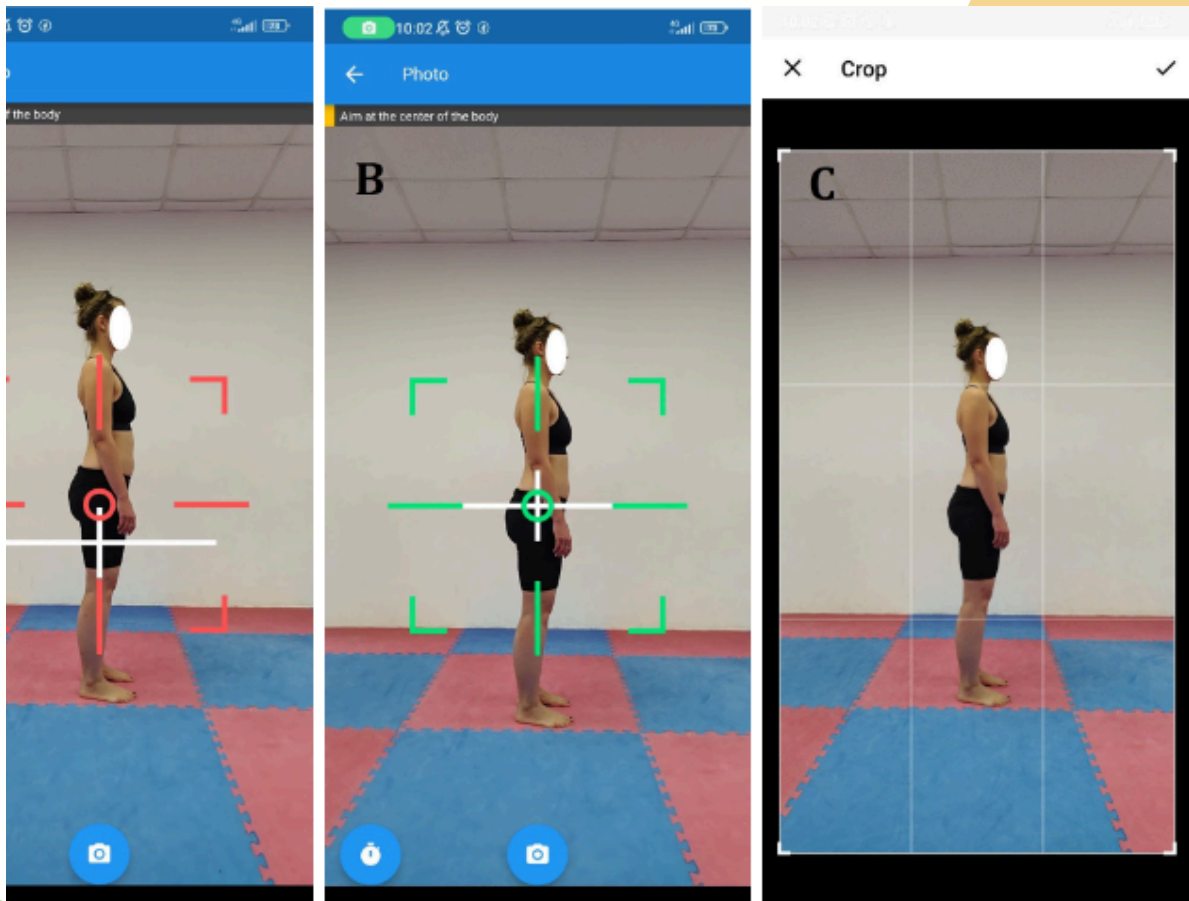 f the body
10:02
Photo
Aim at the center of the body
B
Crop
C